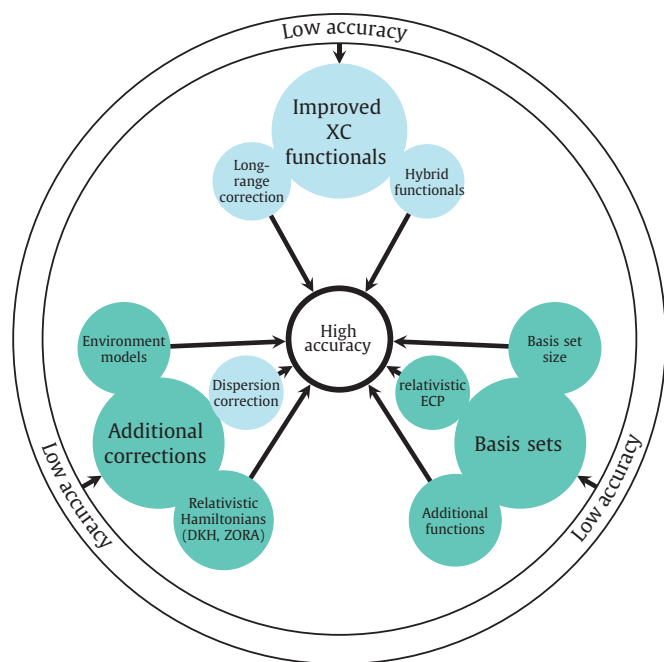 Low accuracy
Improved
XC
functionals
Long-
range
correction
Hybrid
functionals
High
accuracy
Environment
models
Dispersion
correction
Additional
corrections
Relativistic
Hamiltonians
(DKH, ZORA)
relativistic
ECP
Basis set
size
Basis sets
Additional
functions
Low accuracy
Low accuracy